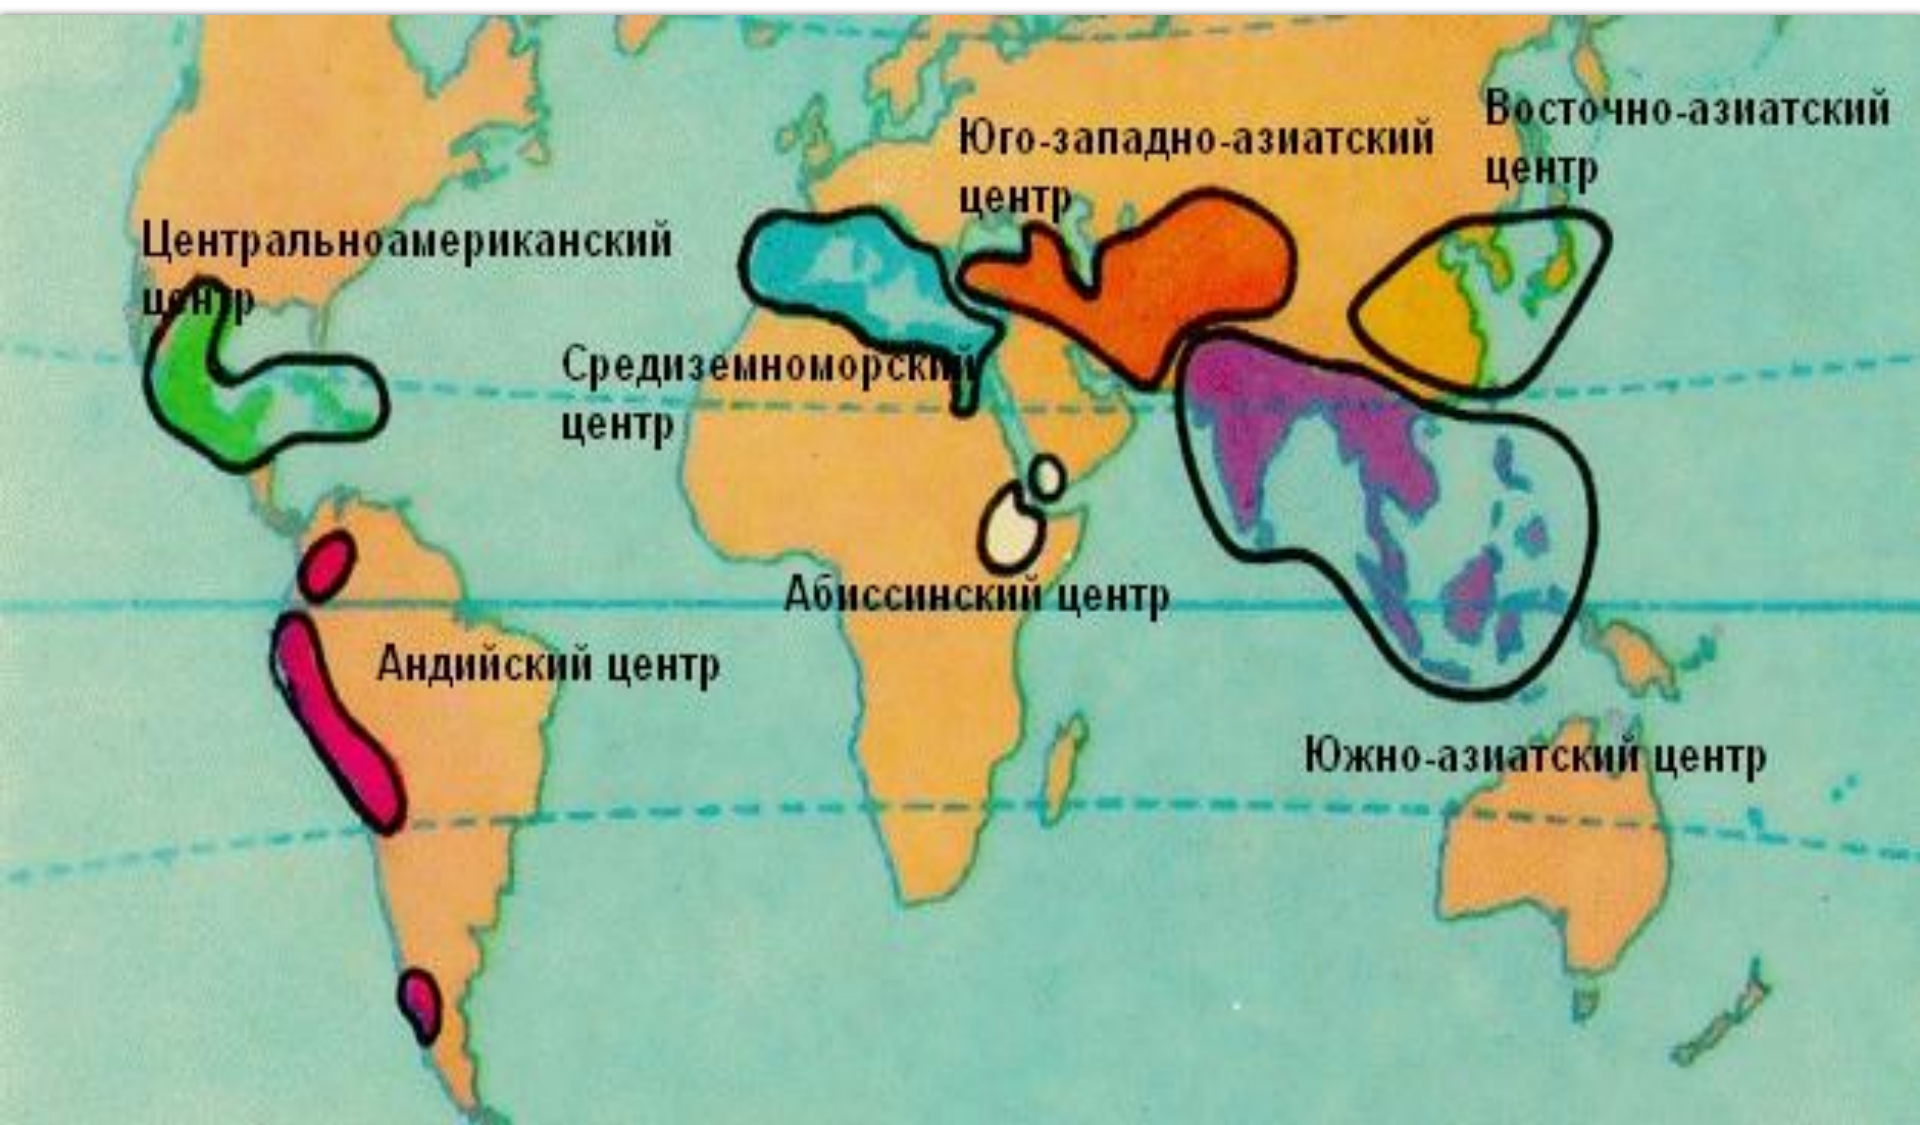 Восточно-азиатский
центр
Юго-западно-азиатский
центр
Центральноамериканский
центр
Средиземноморский
центр
Абиссинский центр
Андийский центр
Южно-азиатский центр